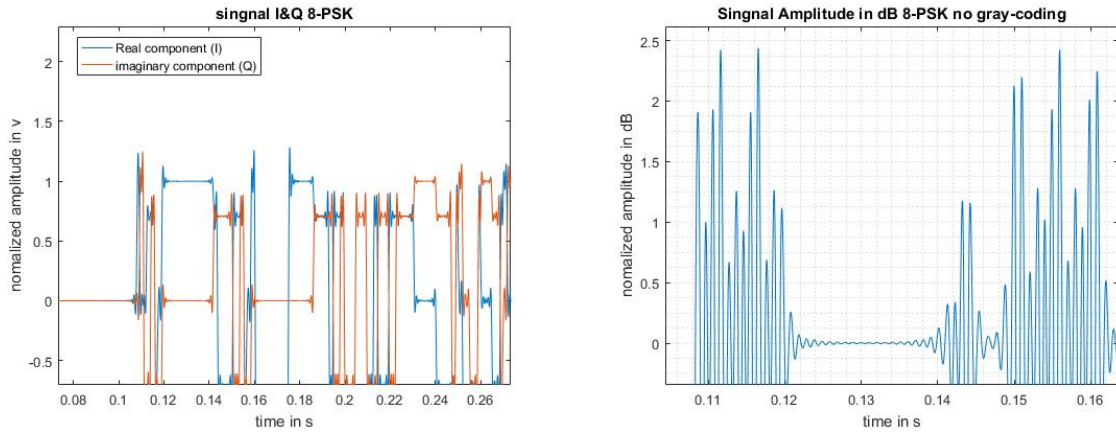 singnal I&Q 8-PSK
Real component (I)
imaginary component (Q)
nomalized amplitude in v
2
1.5
1
0.5
0
-0.5
0.08 0.1 0.12 0.14 0.16 0.18 0.2 0.22 0.24 0.26
time in s
Singnal Amplitude in dB 8-PSK no gray-coding
nomalized amplitude in dB
2.5
2
1.5
1
0.5
0
0.11 0.12 0.13 0.14 0.15 0.16
time in s